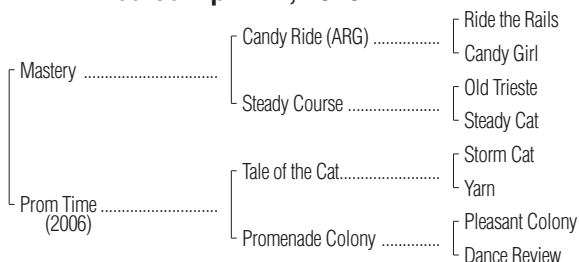 Ride the Rails
Candy Ride (ARG) ..................
Candy Girl
Mastery ....................................
Old Trieste
Steady Course .........................
Steady Cat
Storm Cat
Tale of the Cat...........................
Yarn
Prom Time ................................
(2006)
Pleasant Colony
Promenade Colony ................
Dance Review